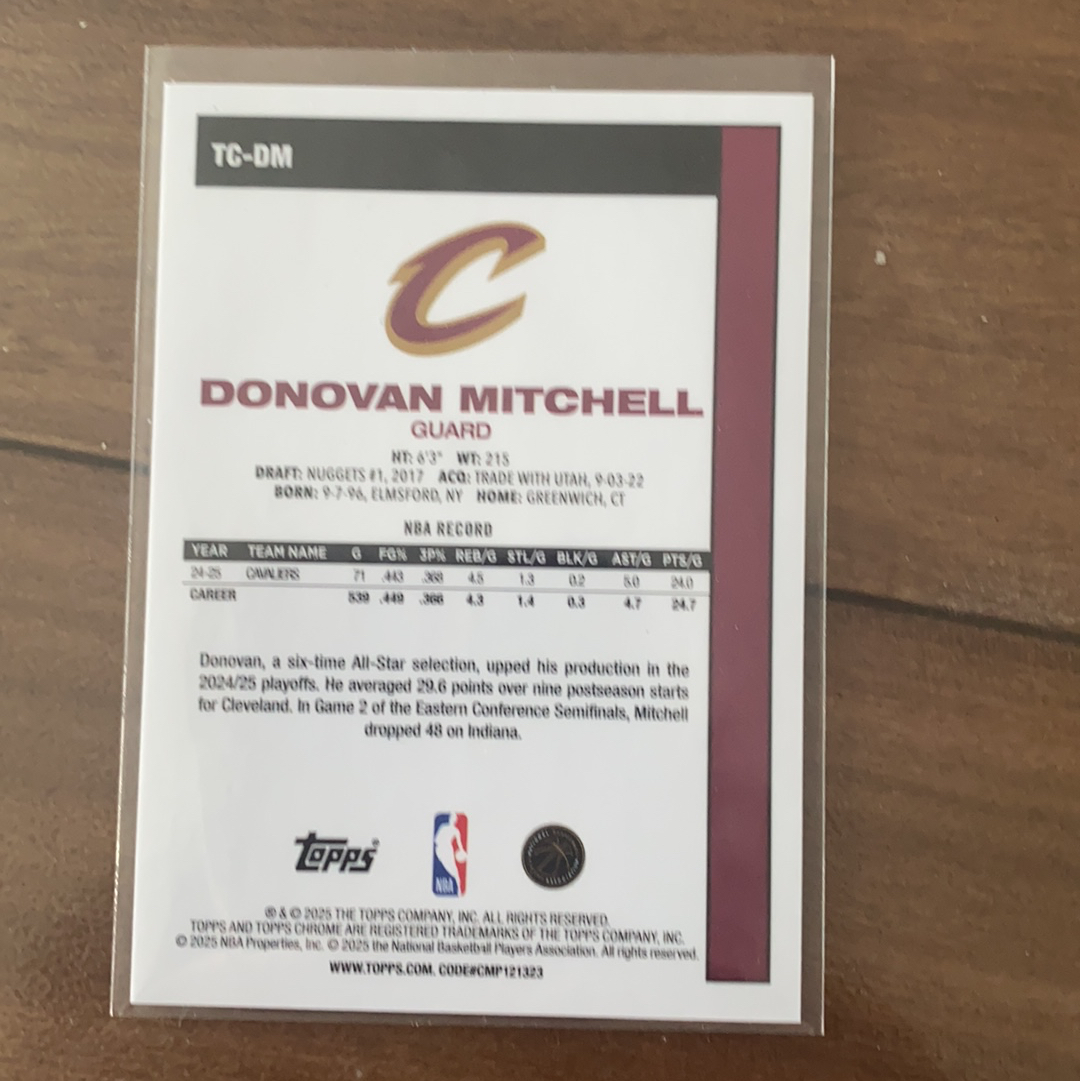 TC-DM
DONOVAN MITCHELL
GUARD
HT: 6'3" WT: 215
DRAFT: NUGGETS #1, 2017 ACQ: TRADE WITH UTAH, 9-03-22
BORN: 9-7-96, ELMSFORD, NY HOME: GREENWICH, CT
NBA RECORD
YEAR TEAM NAME G FG% 3P% REB/G STL/G BLK/G AST/G PTS/G
24-25 CAVALIERS 71 .443 .368 4.5 1.3 0.2 5.0 24.0
CAREER 539 .449 .366 4.3 1.4 0.3 4.7 24.7
Donovan, a six-time All-Star selection, upped his production in the
2024/25 playoffs. He averaged 29.6 points over nine postseason starts
for Cleveland. In Game 2 of the Eastern Conference Semifinals, Mitchell
dropped 48 on Indiana.
Topps®
NBA
® & © 2025 THE TOPPS COMPANY, INC. ALL RIGHTS RESERVED.
TOPPS AND TOPPS CHROME ARE REGISTERED TRADEMARKS OF THE TOPPS COMPANY, INC.
© 2025 NBA Properties, Inc. © 2025 the National Basketball Players Association. All rights reserved.
WWW.TOPPS.COM, CODE#CMP121323